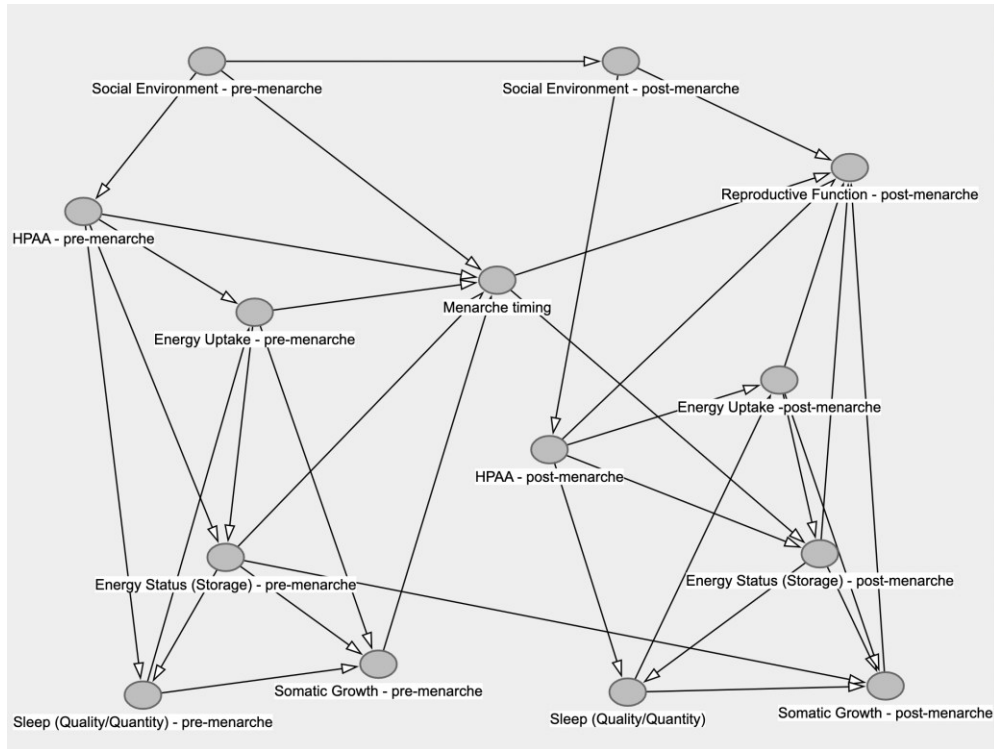 Social Environment - pre-menarche
Social Environment - post-menarche
Reproductive Function - post-menarche
HPAA - pre-menarche
Menarche timing
Energy Uptake - pre-menarche
Energy Uptake -post-menarche
HPAA - post-menarche
Energy Status (Storage) - pre-menarche
Energy Status (Storage) - post-menarche
Somatic Growth - pre-menarche
Sleep (Quality/Quantity) - pre-menarche
Sleep (Quality/Quantity)
Somatic Growth - post-menarche